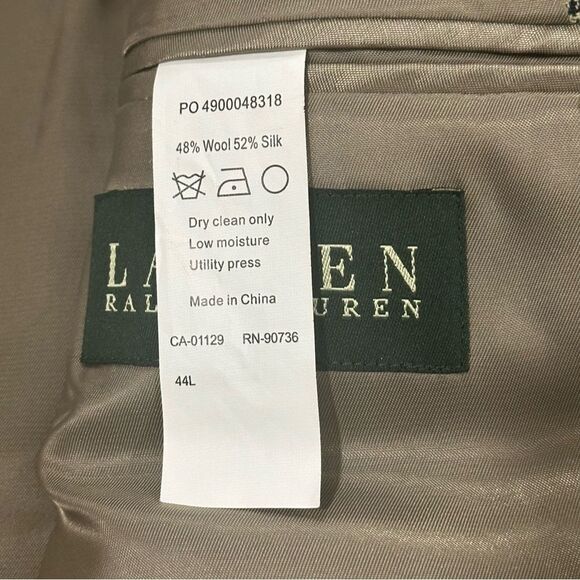 PO 4900048318
48% Wool 52% Silk
Dry clean only
Low moisture
Utility press
Made in China
CA-01129 RN-90736
44L